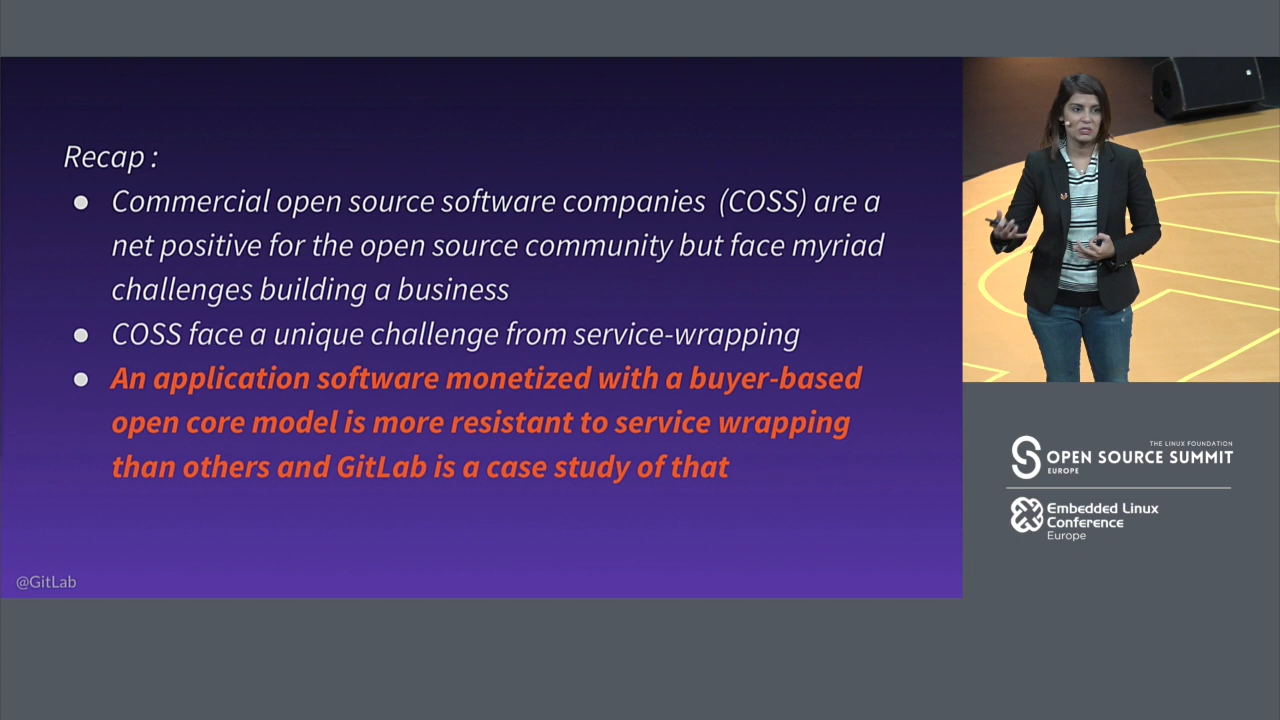 Recap :
● Commercial open source software companies (COSS) are a
net positive for the open source community but face myriad
challenges building a business
● COSS face a unique challenge from service-wrapping
● An application software monetized with a buyer-based
open core model is more resistant to service wrapping
than others and GitLab is a case study of that
@GitLab
THE LINUX FOUNDATION
OPEN SOURCE SUMMIT
EUROPE
Embedded Linux
Conference
Europe